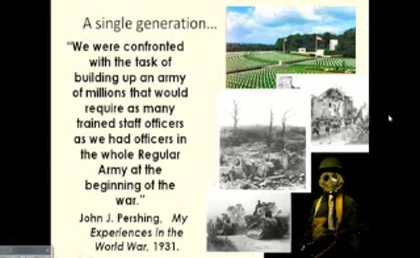 A single generation...
“We were confronted
with the task of
building up an army
of millions that would
require as many
trained staff officers
as we had officers in
the whole Regular
Army at the
beginning of the
war.”
John J. Pershing, My
Experiences in the
World War, 1931.